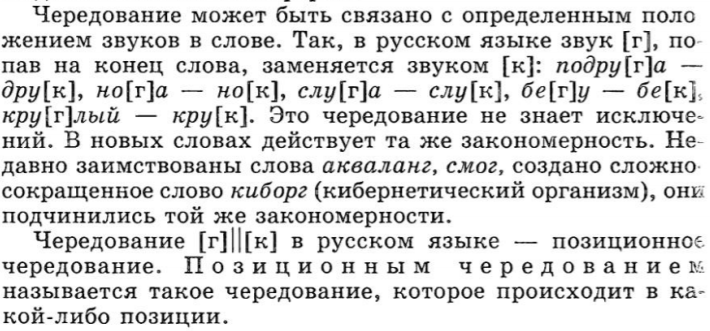 Чередование может быть связано с определенным поло
жением звуков в слове. Так, в русском языке звук [г], по-
пав на конец слова, заменяется звуком [к]: подру[г]а —
дру[к], но[г]а — но[к], слу[г]а — слу[к], бе[г]у — бе[к],
кру[г]лый — кру[к]. Это чередование не знает исключе-
ний. В новых словах действует та же закономерность. Не-
давно заимствованы слова акваланг, смог, создано сложно-
сокращенное слово киборг (кибернетический организм), они
подчинились той же закономерности.
Чередование [г]||[к] в русском языке — позиционное
чередование. Позиционным чередованием
называется такое чередование, которое происходит в ка-
кой-либо позиции.